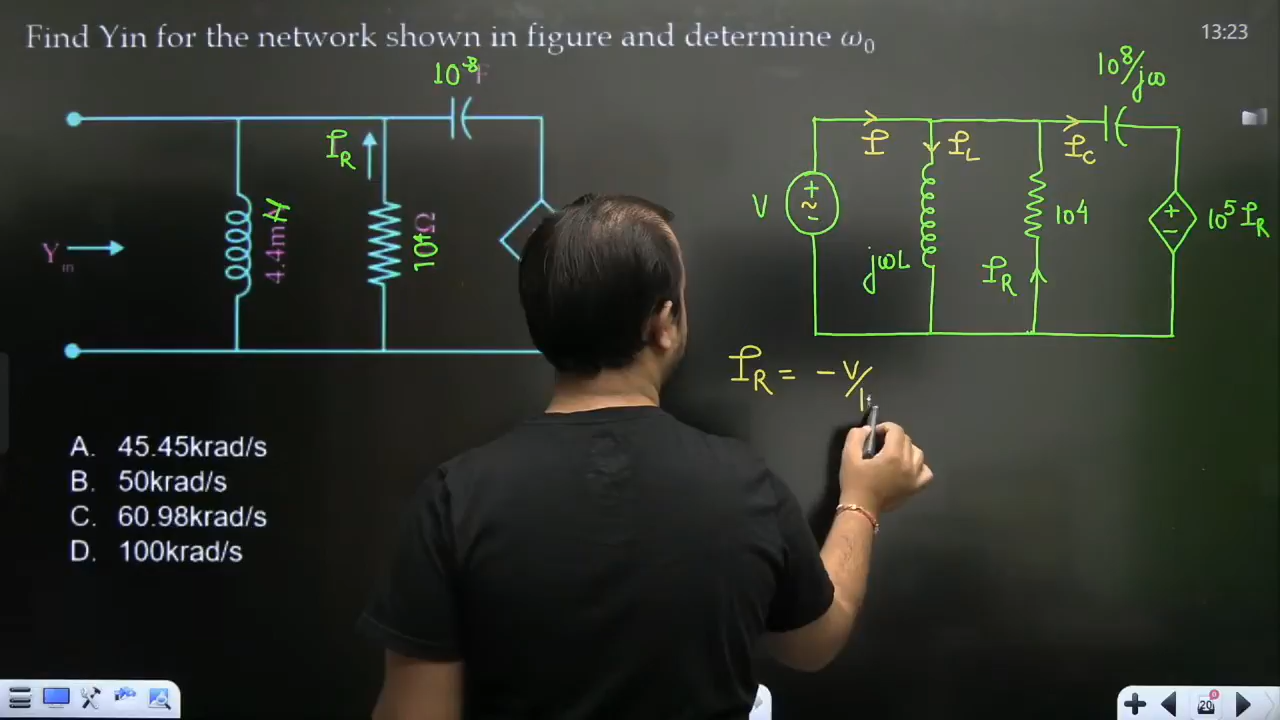 Find Yin for the network shown in figure and determine ω₀
13:23
10⁻⁸F
I_R
Y_in
4.4mH
10⁴Ω
10⁸/jω
I
I_L
I_C
V
+
~
-
jωL
10⁴
I_R
+
-
10⁵ I_R
I_R = - V/1
A. 45.45krad/s
B. 50krad/s
C. 60.98krad/s
D. 100krad/s
20